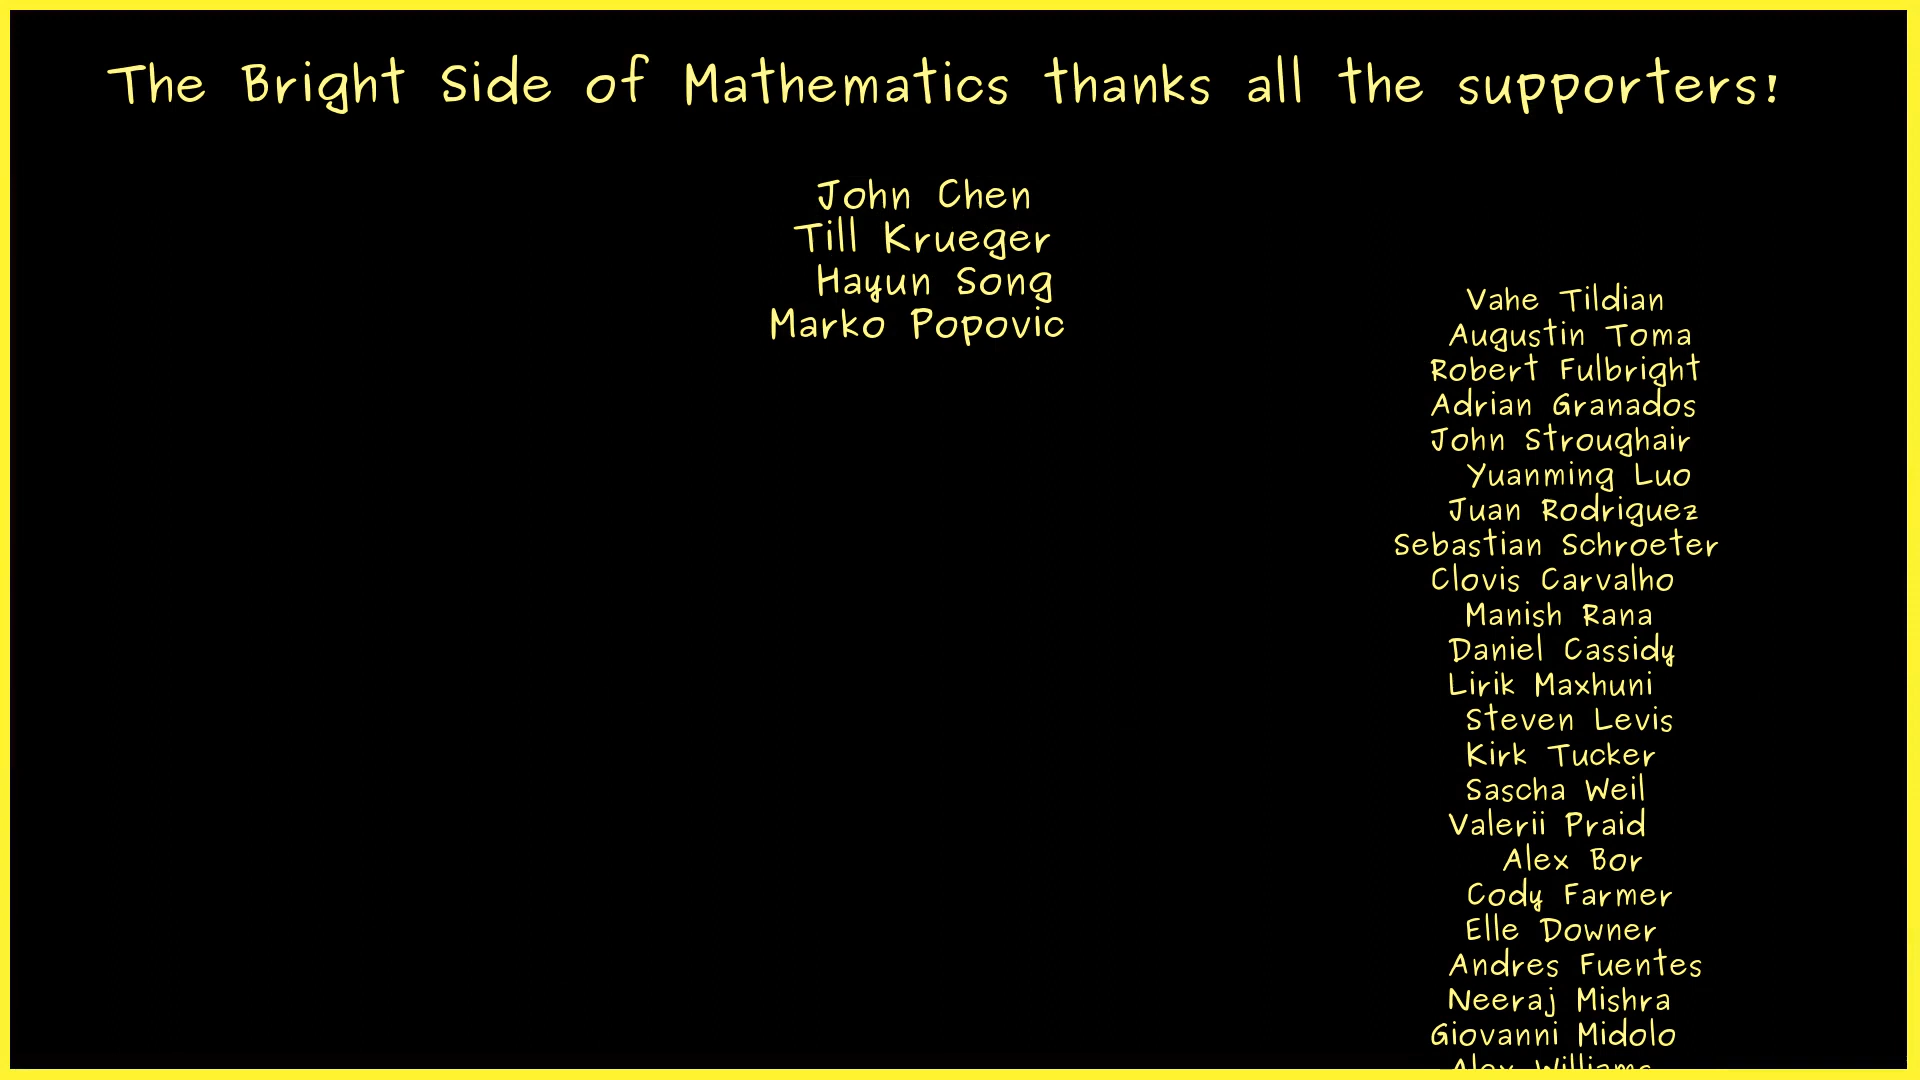 The Bright Side of Mathematics thanks all the supporters!
John Chen
Till Krueger
Hayun Song
Marko Popovic
Vahe Tildian
Augustin Toma
Robert Fulbright
Adrian Granados
John Stroughair
Yuanming Luo
Juan Rodriguez
Sebastian Schroeter
Clovis Carvalho
Manish Rana
Daniel Cassidy
Lirik Maxhuni
Steven Levis
Kirk Tucker
Sascha Weil
Valerii Praid
Alex Bor
Cody Farmer
Elle Downer
Andres Fuentes
Neeraj Mishra
Giovanni Midolo
Alex Williams